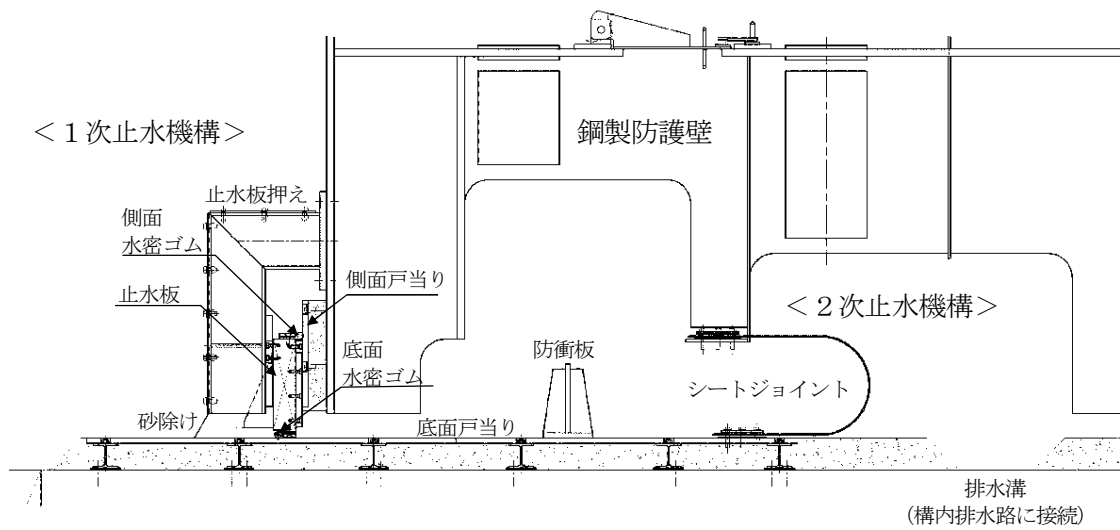 <1次止水機構>
鋼製防護壁
止水板押え
側面
水密ゴム
側面戸当り
止水板
<2次止水機構>
底面
水密ゴム
防衝板
シートジョイント
砂除け
底面戸当り
排水溝
(構内排水路に接続)